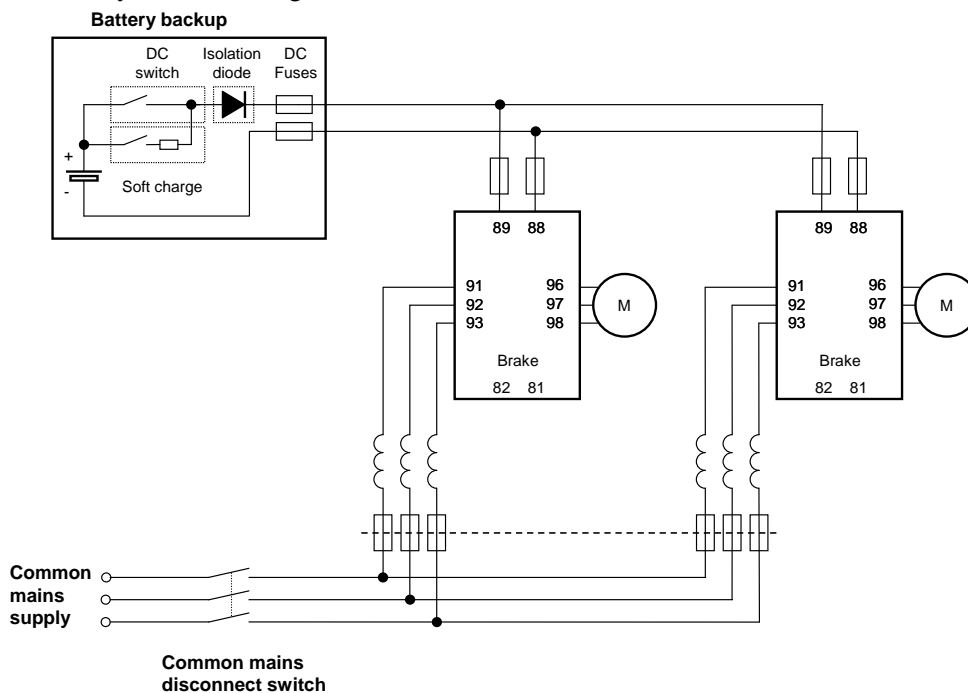 Battery backup
DC switch
Isolation diode
DC Fuses
+
-
Soft charge
89 88
89 88
91 96
92 97
93 98
M
Brake
82 81
91 96
92 97
93 98
M
Brake
82 81
Common
mains
supply
Common mains
disconnect switch